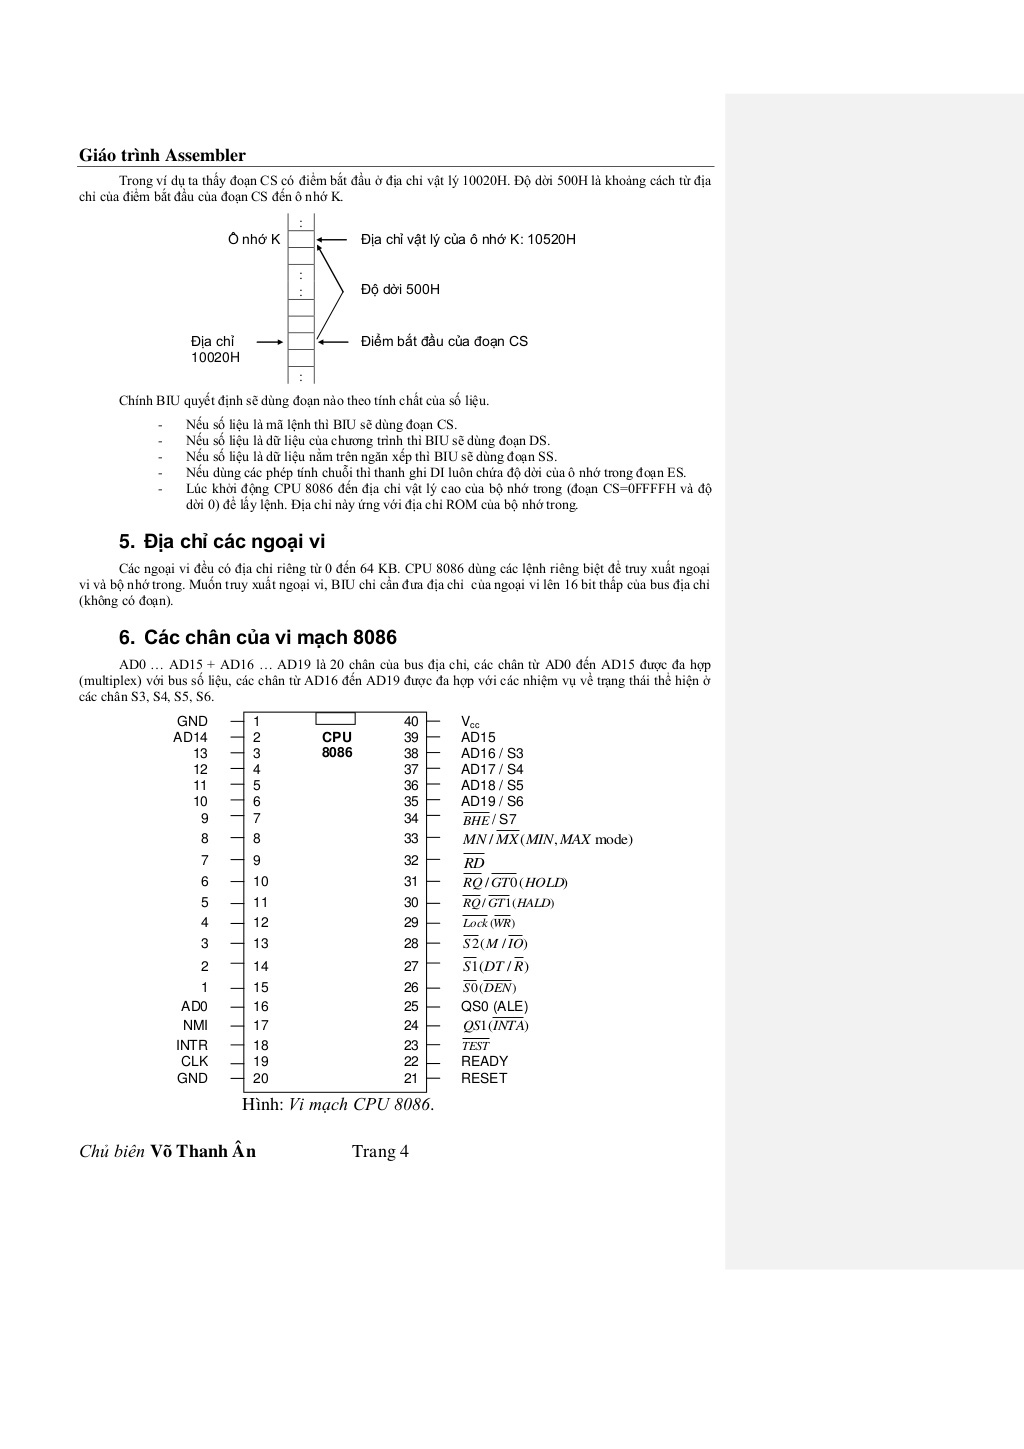 Giáo trình Assembler
Trong ví dụ ta thấy đoạn CS có điểm bắt đầu ở địa chỉ vật lý 10020H. Độ dời 500H là khoảng cách từ địa
chỉ của điểm bắt đầu của đoạn CS đến ô nhớ K.
:
Ô nhớ K
Địa chỉ vật lý của ô nhớ K: 10520H
:
:
Độ dời 500H
Địa chỉ
10020H
Điểm bắt đầu của đoạn CS
:
Chính BIU quyết định sẽ dùng đoạn nào theo tính chất của số liệu.
- Nếu số liệu là mã lệnh thì BIU sẽ dùng đoạn CS.
- Nếu số liệu là dữ liệu của chương trình thì BIU sẽ dùng đoạn DS.
- Nếu số liệu là dữ liệu nằm trên ngăn xếp thì BIU sẽ dùng đoạn SS.
- Nếu dùng các phép tính chuỗi thì thanh ghi DI luôn chứa độ dời của ô nhớ trong đoạn ES.
- Lúc khởi động CPU 8086 đến địa chỉ vật lý cao của bộ nhớ trong (đoạn CS=0FFFFH và độ
dời 0) để lấy lệnh. Địa chỉ này ứng với địa chỉ ROM của bộ nhớ trong.
5. Địa chỉ các ngoại vi
Các ngoại vi đều có địa chỉ riêng từ 0 đến 64 KB. CPU 8086 dùng các lệnh riêng biệt để truy xuất ngoại
vi và bộ nhớ trong. Muốn truy xuất ngoại vi, BIU chỉ cần đưa địa chỉ của ngoại vi lên 16 bit thấp của bus địa chỉ
(không có đoạn).
6. Các chân của vi mạch 8086
AD0 … AD15 + AD16 … AD19 là 20 chân của bus địa chỉ, các chân từ AD0 đến AD15 được đa hợp
(multiplex) với bus số liệu, các chân từ AD16 đến AD19 được đa hợp với các nhiệm vụ về trạng thái thể hiện ở
các chân S3, S4, S5, S6.
GND 1 40 Vcc
AD14 2 CPU 39 AD15
13 3 8086 38 AD16 / S3
12 4 37 AD17 / S4
11 5 36 AD18 / S5
10 6 35 AD19 / S6
9 7 34 B̅H̅E̅ / S7
8 8 33 MN / M̅X̅ (MIN, MAX mode)
7 9 32 R̅D̅
6 10 31 R̅Q̅ / G̅T̅0̅ (HOLD)
5 11 30 R̅Q̅ / G̅T̅1̅ (HALD)
4 12 29 L̅o̅c̅k̅ (W̅R̅)
3 13 28 S̅2̅ (M / I̅O̅)
2 14 27 S̅1̅ (DT / R̅)
1 15 26 S̅0̅ (D̅E̅N̅)
AD0 16 25 QS0 (ALE)
NMI 17 24 QS1 (I̅N̅T̅A̅)
INTR 18 23 T̅E̅S̅T̅
CLK 19 22 READY
GND 20 21 RESET
Hình: Vi mạch CPU 8086.
Chủ biên Võ Thanh Ân Trang 4